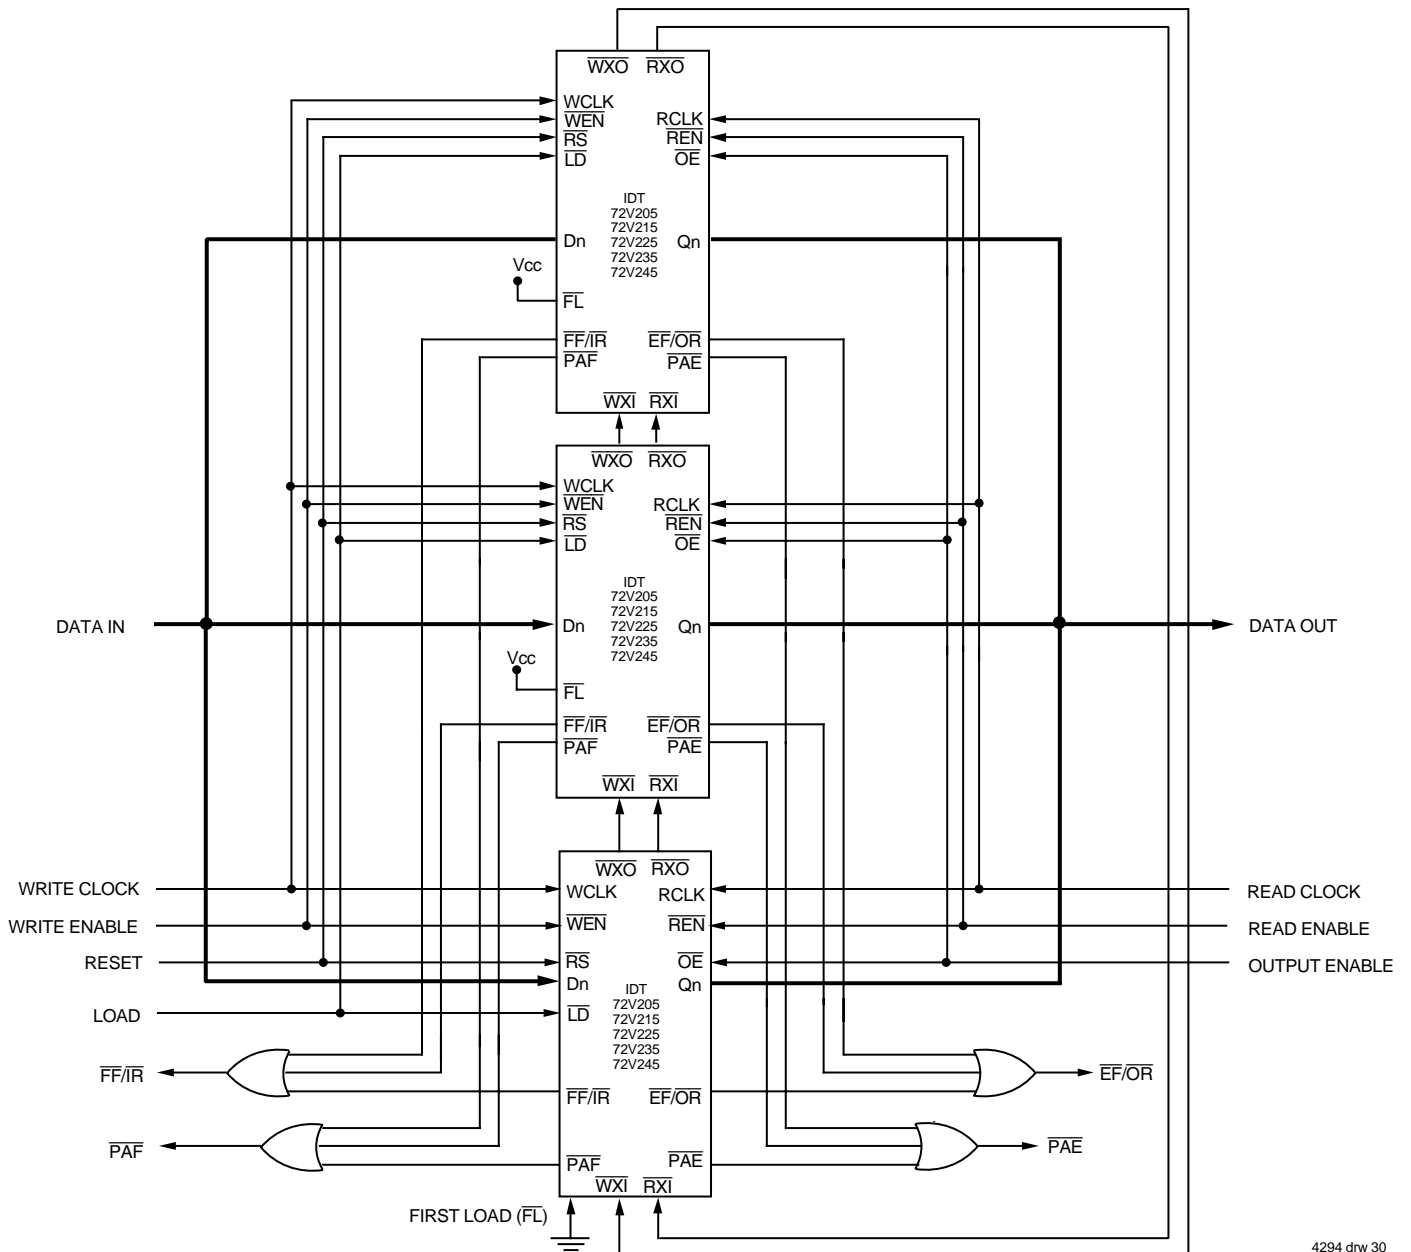 WXO RXO
WCLK
WEN RCLK
RS REN
LD OE
IDT
72V205
72V215
Dn 72V225 Qn
72V235
72V245
Vcc
FL
FF/IR EF/OR
PAF PAE
WXI RXI
WXO RXO
WCLK
WEN RCLK
RS REN
LD OE
IDT
72V205
72V215
DATA IN Dn 72V225 Qn DATA OUT
72V235
72V245
Vcc
FL
FF/IR EF/OR
PAF PAE
WXI RXI
WXO RXO
WRITE CLOCK WCLK RCLK READ CLOCK
WRITE ENABLE WEN REN READ ENABLE
RESET RS OE OUTPUT ENABLE
Dn Qn
IDT
72V205
LOAD LD 72V215
72V225
72V235
72V245
FF/IR EF/OR
FF/IR EF/OR
PAF PAE
PAF PAE
WXI RXI
FIRST LOAD (FL)
4294 drw 30